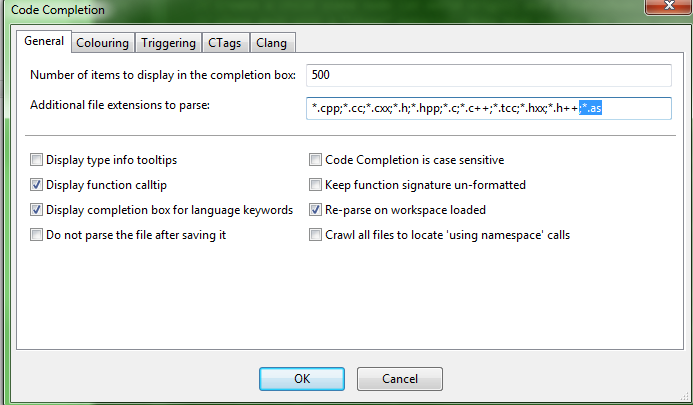 Code Completion
General Colouring Triggering CTags Clang
Number of items to display in the completion box: 500
Additional file extensions to parse: *.cpp;*.cc;*.cxx;*.h;*.hpp;*.c;*.c++;*.tcc;*.hxx;*.h++;*.as
Display type info tooltips Code Completion is case sensitive
Display function calltip Keep function signature un-formatted
Display completion box for language keywords Re-parse on workspace loaded
Do not parse the file after saving it Crawl all files to locate 'using namespace' calls
OK Cancel